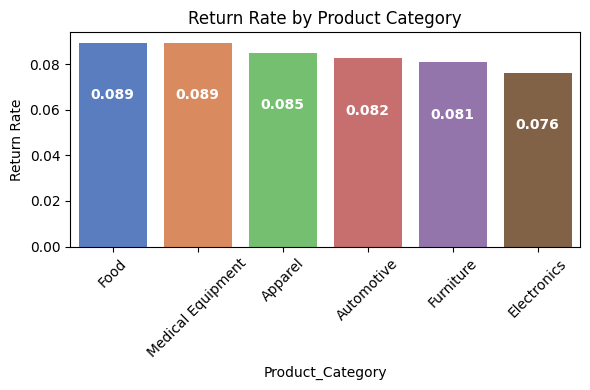 Return Rate by Product Category
Return Rate
0.08
0.06
0.04
0.02
0.00
0.089
0.089
0.085
0.082
0.081
0.076
Food
Medical Equipment
Apparel
Automotive
Furniture
Electronics
Product_Category